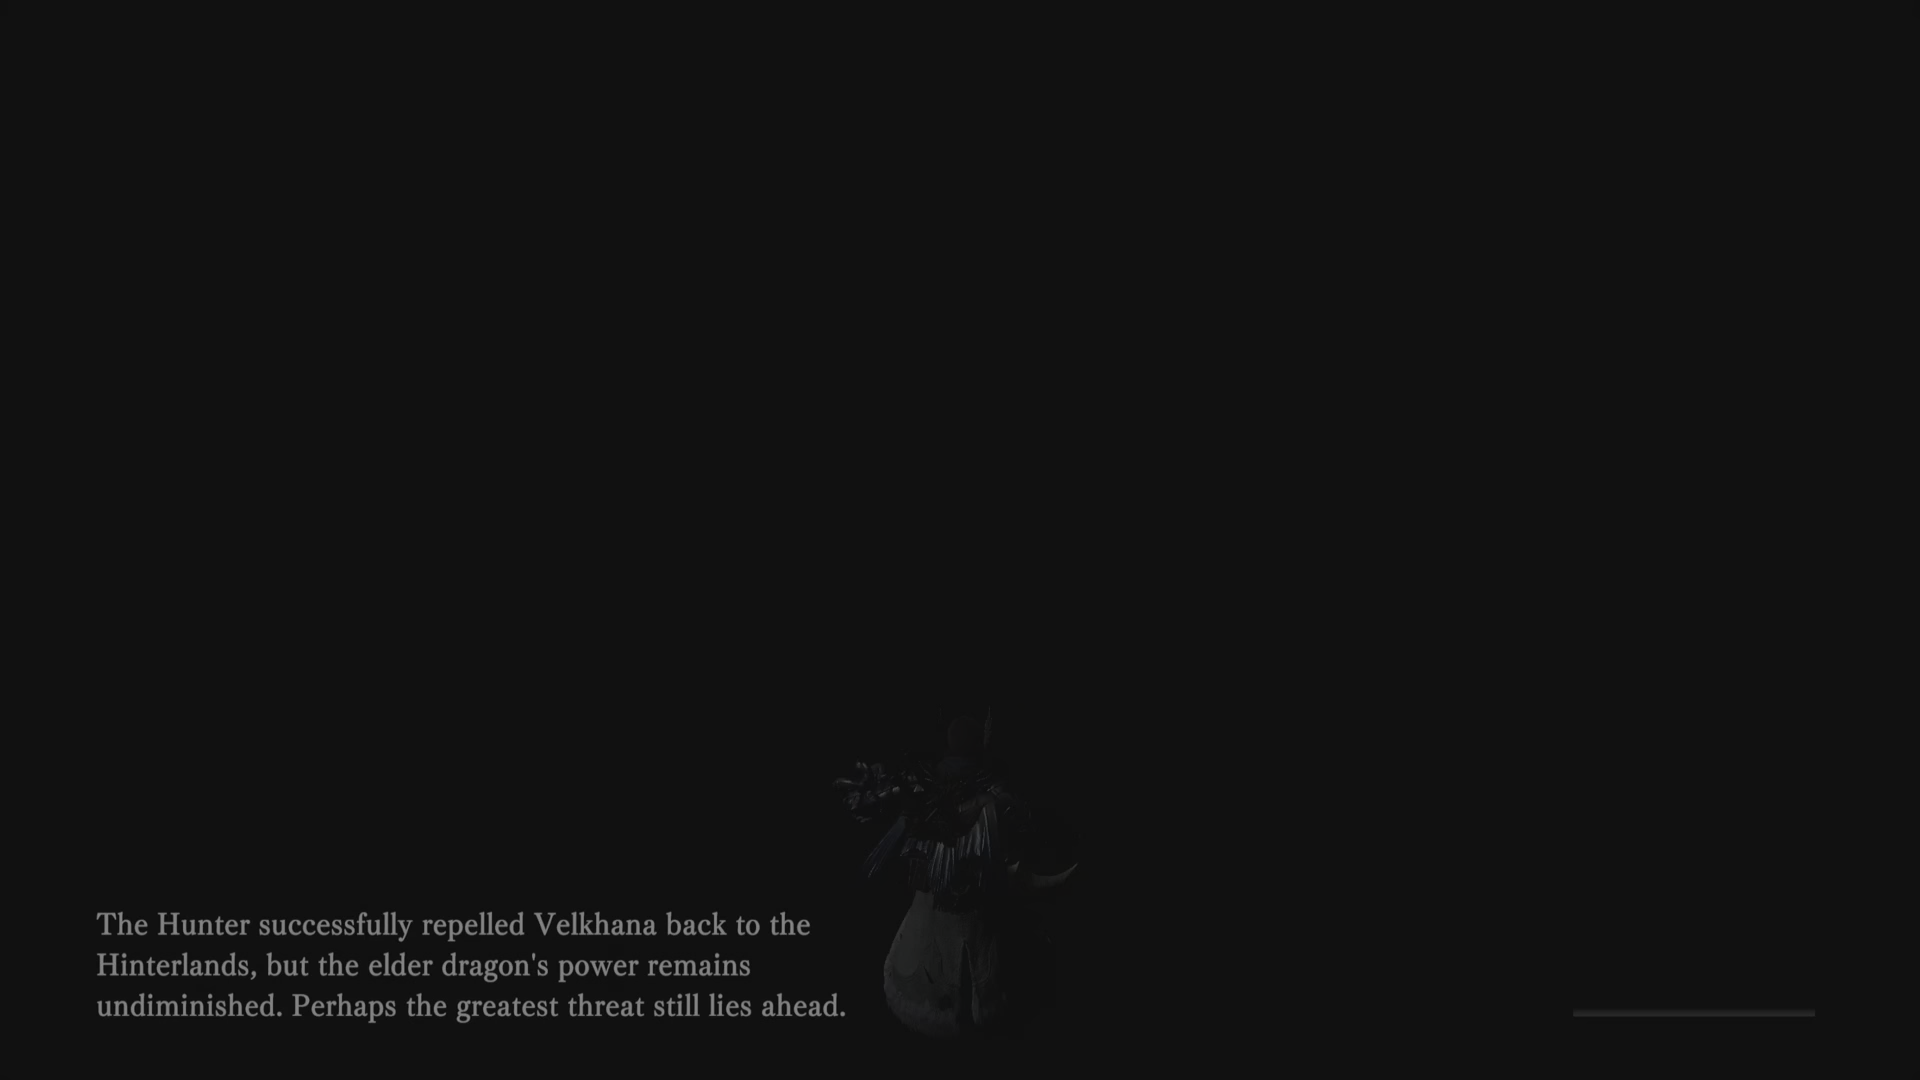 The Hunter successfully repelled Velkhana back to the
Hinterlands, but the elder dragon's power remains
undiminished. Perhaps the greatest threat still lies ahead.